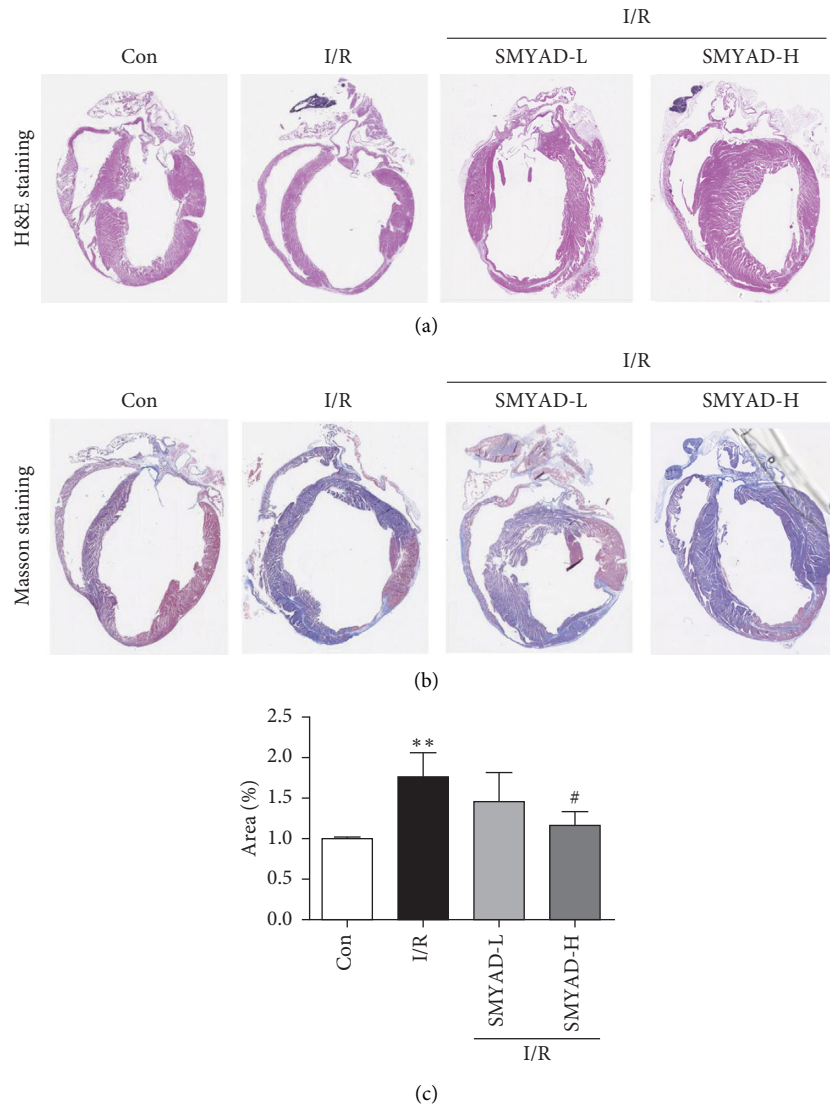 I/R
Con I/R SMYAD-L SMYAD-H
H&E staining
(a)
I/R
Con I/R SMYAD-L SMYAD-H
Masson staining
(b)
2.5
2.0
1.5
1.0
0.5
0.0
Area (%)
**
#
Con
I/R
SMYAD-L
SMYAD-H
I/R
(c)